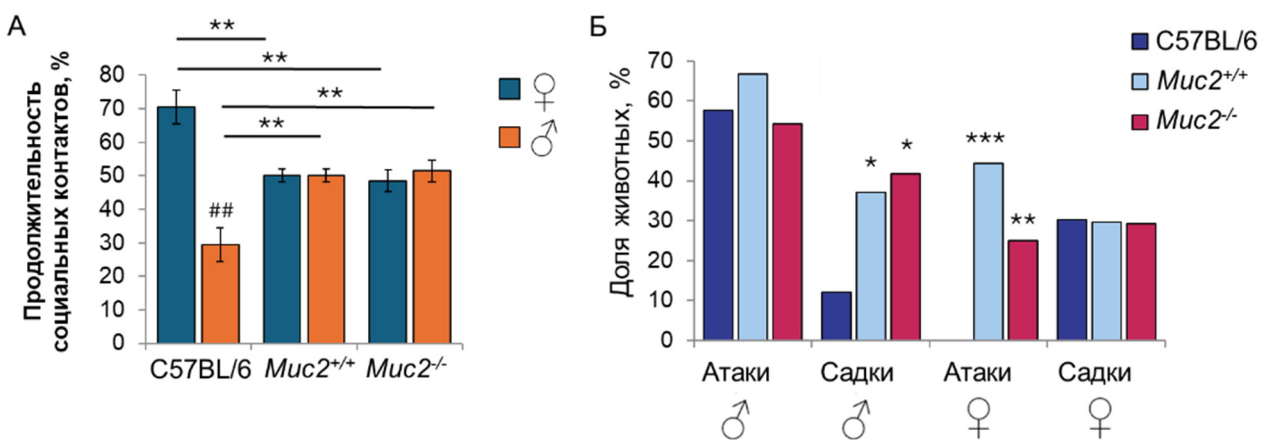 А
Б
**
**
**
**
##
Продолжительность
социальных контактов, %
80
70
60
50
40
30
20
10
0
♀
♂
C57BL/6 Muc2+/+ Muc2-/-
Доля животных, %
70
60
50
40
30
20
10
0
*
*
***
**
C57BL/6
Muc2+/+
Muc2-/-
Атаки Садки Атаки Садки
♂ ♂ ♀ ♀